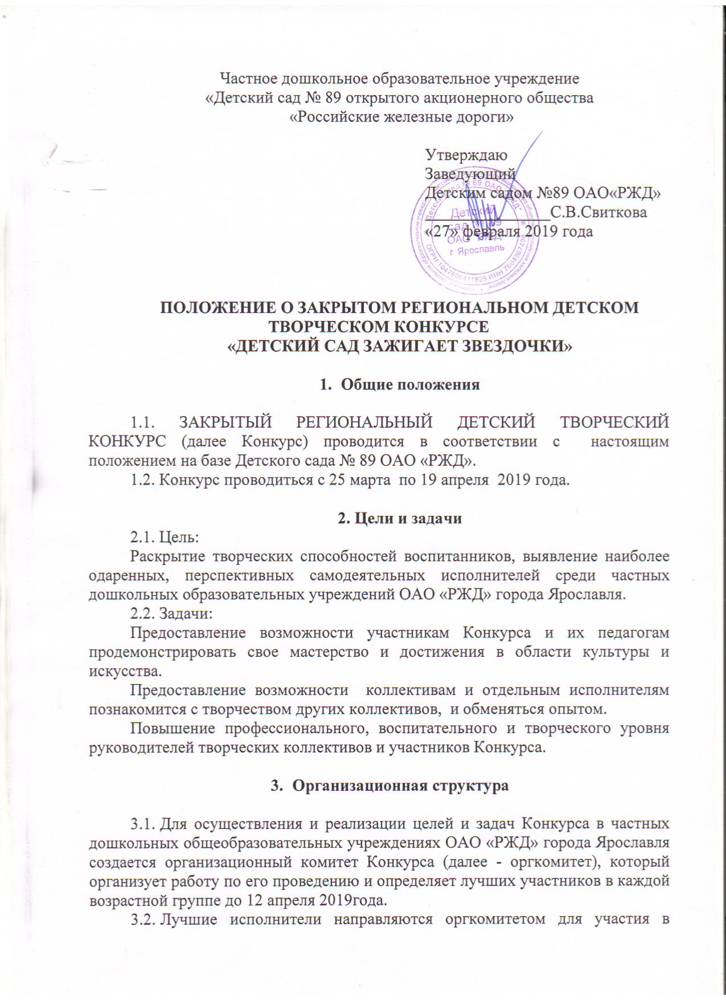 Частное дошкольное образовательное учреждение
«Детский сад № 89 открытого акционерного общества
«Российские железные дороги»
Утверждаю
Заведующий
Детским садом №89 ОАО«РЖД»
________________С.В.Свиткова
«27» февраля 2019 года
Детский сад № 89 ОАО "РЖД"
Детский
сад № 89
ОАО "РЖД"
г. Ярославль
ОГРН 1047600411528 ИНН 7604067498
ПОЛОЖЕНИЕ О ЗАКРЫТОМ РЕГИОНАЛЬНОМ ДЕТСКОМ
ТВОРЧЕСКОМ КОНКУРСЕ
«ДЕТСКИЙ САД ЗАЖИГАЕТ ЗВЕЗДОЧКИ»
1. Общие положения
1.1. ЗАКРЫТЫЙ РЕГИОНАЛЬНЫЙ ДЕТСКИЙ ТВОРЧЕСКИЙ
КОНКУРС (далее Конкурс) проводится в соответствии с настоящим
положением на базе Детского сада № 89 ОАО «РЖД».
1.2. Конкурс проводиться с 25 марта по 19 апреля 2019 года.
2. Цели и задачи
2.1. Цель:
Раскрытие творческих способностей воспитанников, выявление наиболее
одаренных, перспективных самодеятельных исполнителей среди частных
дошкольных образовательных учреждений ОАО «РЖД» города Ярославля.
2.2. Задачи:
Предоставление возможности участникам Конкурса и их педагогам
продемонстрировать свое мастерство и достижения в области культуры и
искусства.
Предоставление возможности коллективам и отдельным исполнителям
познакомится с творчеством других коллективов, и обменяться опытом.
Повышение профессионального, воспитательного и творческого уровня
руководителей творческих коллективов и участников Конкурса.
3. Организационная структура
3.1. Для осуществления и реализации целей и задач Конкурса в частных
дошкольных общеобразовательных учреждениях ОАО «РЖД» города Ярославля
создается организационный комитет Конкурса (далее - оргкомитет), который
организует работу по его проведению и определяет лучших участников в каждой
возрастной группе до 12 апреля 2019года.
3.2. Лучшие исполнители направляются оргкомитетом для участия в